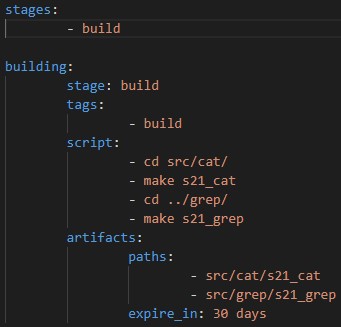 stages:
        - build

building:
        stage: build
        tags:
                - build
        script:
                - cd src/cat/
                - make s21_cat
                - cd ../grep/
                - make s21_grep
        artifacts:
                paths:
                        - src/cat/s21_cat
                        - src/grep/s21_grep
                expire_in: 30 days